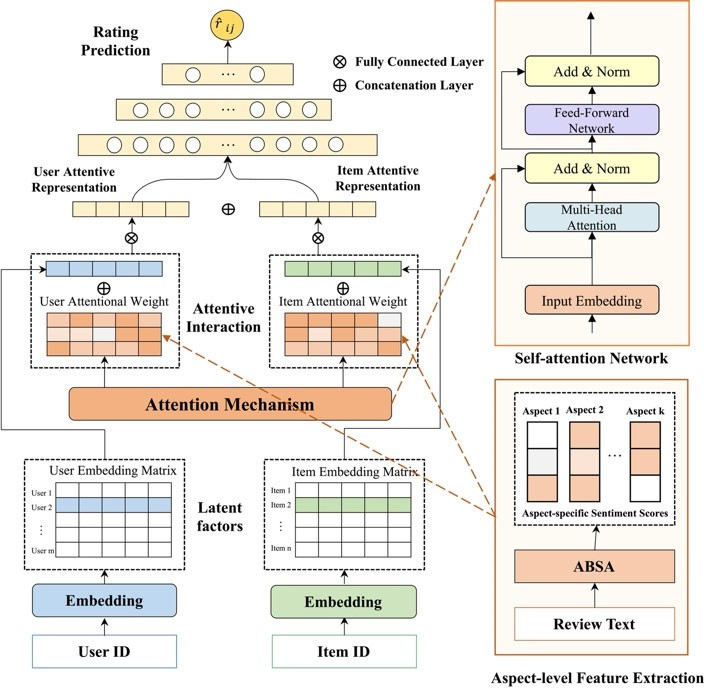 Rating
Prediction
r̂ ij
⊗ Fully Connected Layer
⊕ Concatenation Layer
...
...
...
User Attentive
Representation
Item Attentive
Representation
⊕
⊗
⊗
⊕
User Attentional Weight
Attentive
Interaction
⊕
Item Attentional Weight
Attention Mechanism
User Embedding Matrix
User 1
User 2
⋮
User m
Latent
factors
Item Embedding Matrix
Item 1
Item 2
⋮
Item n
Embedding
Embedding
User ID
Item ID
Add & Norm
Feed-Forward
Network
Add & Norm
Multi-Head
Attention
Input Embedding
Self-attention Network
Aspect 1 Aspect 2 Aspect k
...
Aspect-specific Sentiment Scores
ABSA
Review Text
Aspect-level Feature Extraction